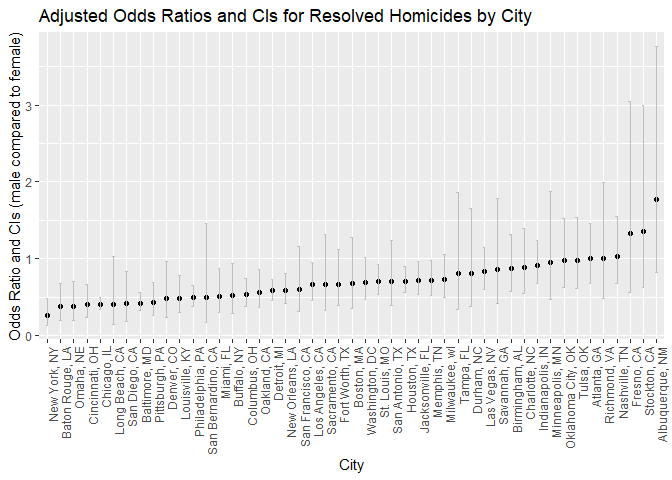 Adjusted Odds Ratios and CIs for Resolved Homicides by City
Odds Ratio and CIs (male compared to female)
3
2
1
0
New York, NY
Baton Rouge, LA
Omaha, NE
Cincinnati, OH
Chicago, IL
Long Beach, CA
San Diego, CA
Baltimore, MD
Pittsburgh, PA
Denver, CO
Louisville, KY
Philadelphia, PA
San Bernardino, CA
Miami, FL
Buffalo, NY
Columbus, OH
Oakland, CA
Detroit, MI
New Orleans, LA
San Francisco, CA
Los Angeles, CA
Sacramento, CA
Fort Worth, TX
Boston, MA
Washington, DC
St. Louis, MO
San Antonio, TX
Houston, TX
Jacksonville, FL
Memphis, TN
Milwaukee, wI
Tampa, FL
Durham, NC
Las Vegas, NV
Savannah, GA
Birmingham, AL
Charlotte, NC
Indianapolis, IN
Minneapolis, MN
Oklahoma City, OK
Tulsa, OK
Atlanta, GA
Richmond, VA
Nashville, TN
Fresno, CA
Stockton, CA
Albuquerque, NM
City